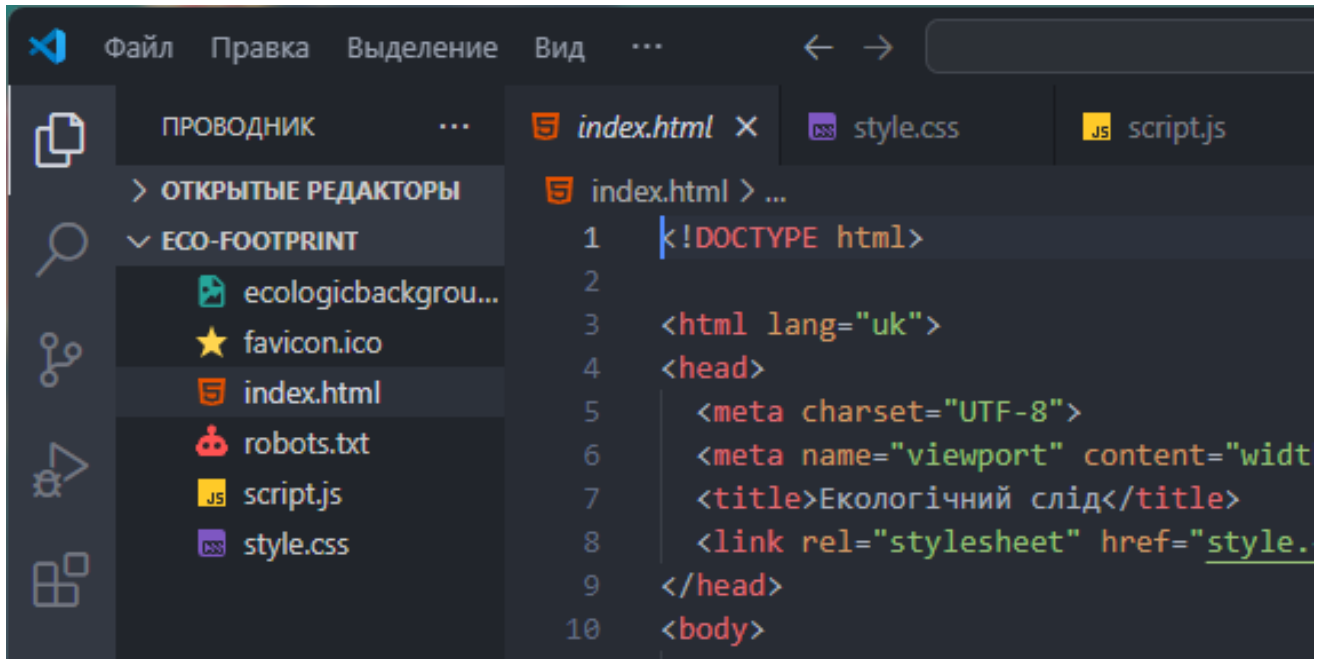 Файл Правка Выделение Вид ...
ПРОВОДНИК ...
ОТКРЫТЫЕ РЕДАКТОРЫ
ECO-FOOTPRINT
ecologicbackgrou...
favicon.ico
index.html
robots.txt
script.js
style.css
index.html style.css script.js
index.html > ...
1 <!DOCTYPE html>
2
3 <html lang="uk">
4 <head>
5 <meta charset="UTF-8">
6 <meta name="viewport" content="widt
7 <title>Екологічний слід</title>
8 <link rel="stylesheet" href="style.
9 </head>
10 <body>